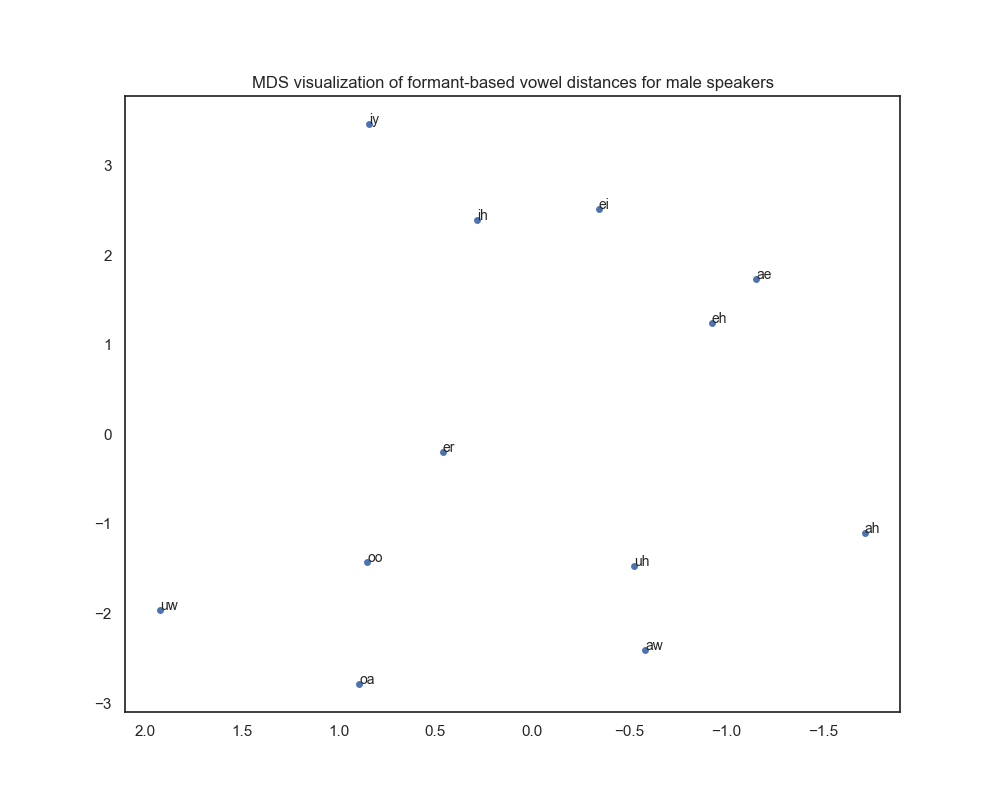 MDS visualization of formant-based vowel distances for male speakers
iy
3
ih
ei
2
ae
eh
1
0
er
−1
ah
oo
uh
uw
−2
aw
oa
−3
2.0 1.5 1.0 0.5 0.0 −0.5 −1.0 −1.5